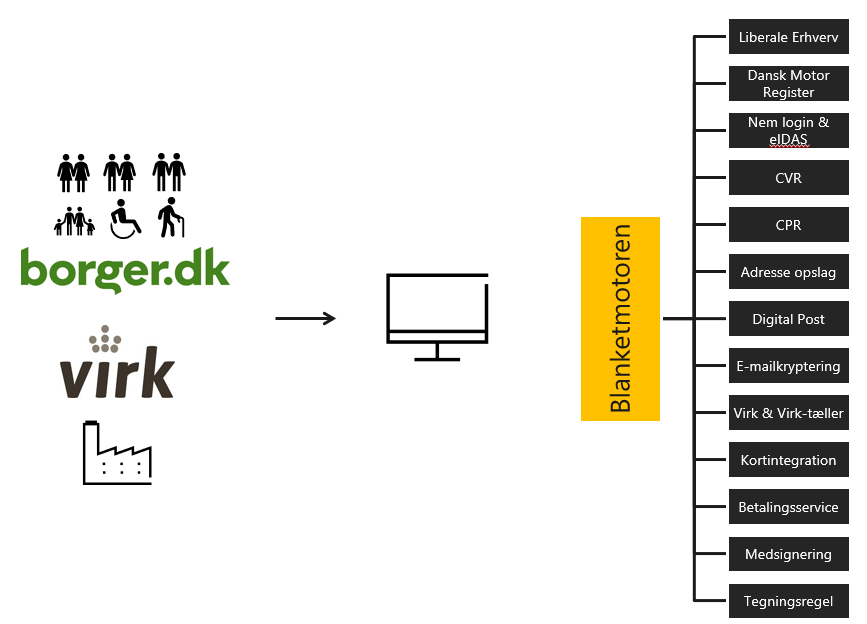 borger.dk
virk
Blanketmotoren
Liberale Erhverv
Dansk Motor
Register
Nem login &
eIDAS
CVR
CPR
Adresse opslag
Digital Post
E-mailkryptering
Virk & Virk-tæller
Kortintegration
Betalingsservice
Medsignering
Tegningsregel